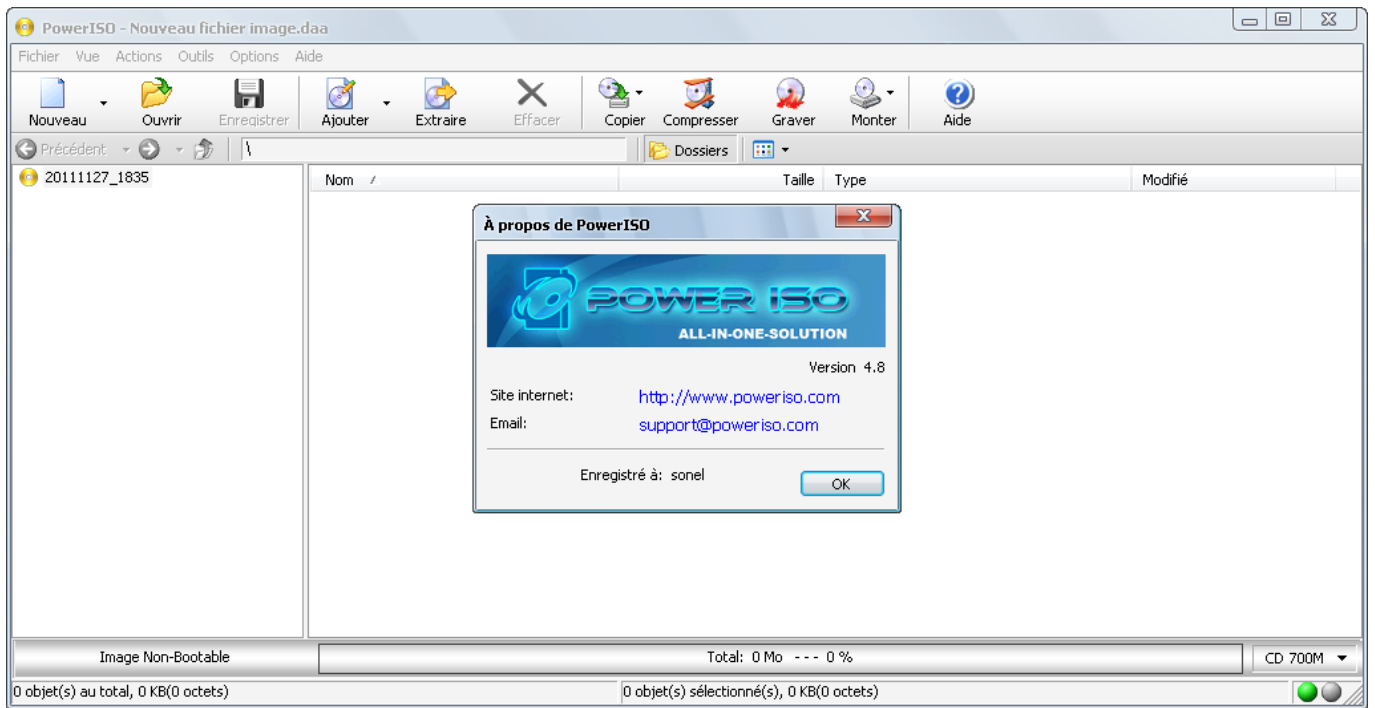 PowerISO - Nouveau fichier image.daa
Fichier Vue Actions Outils Options Aide
Nouveau Ouvrir Enregistrer Ajouter Extraire Effacer Copier Compresser Graver Monter Aide
Précédent \ Dossiers
20111127_1835
Nom Taille Type Modifié
À propos de PowerISO
POWER ISO
ALL-IN-ONE-SOLUTION
Version 4.8
Site internet: http://www.poweriso.com
Email: support@poweriso.com
Enregistré à: sonel
OK
Image Non-Bootable Total: 0 Mo --- 0 % CD 700M
0 objet(s) au total, 0 KB(0 octets) 0 objet(s) sélectionné(s), 0 KB(0 octets)